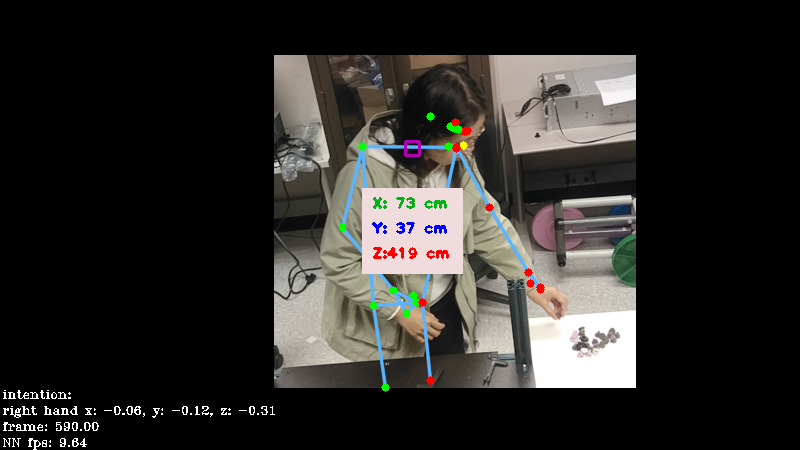 X: 73 cm
Y: 37 cm
Z:419 cm
intention:
right hand x: -0.06, y: -0.12, z: -0.31
frame: 590.00
NN fps: 9.64